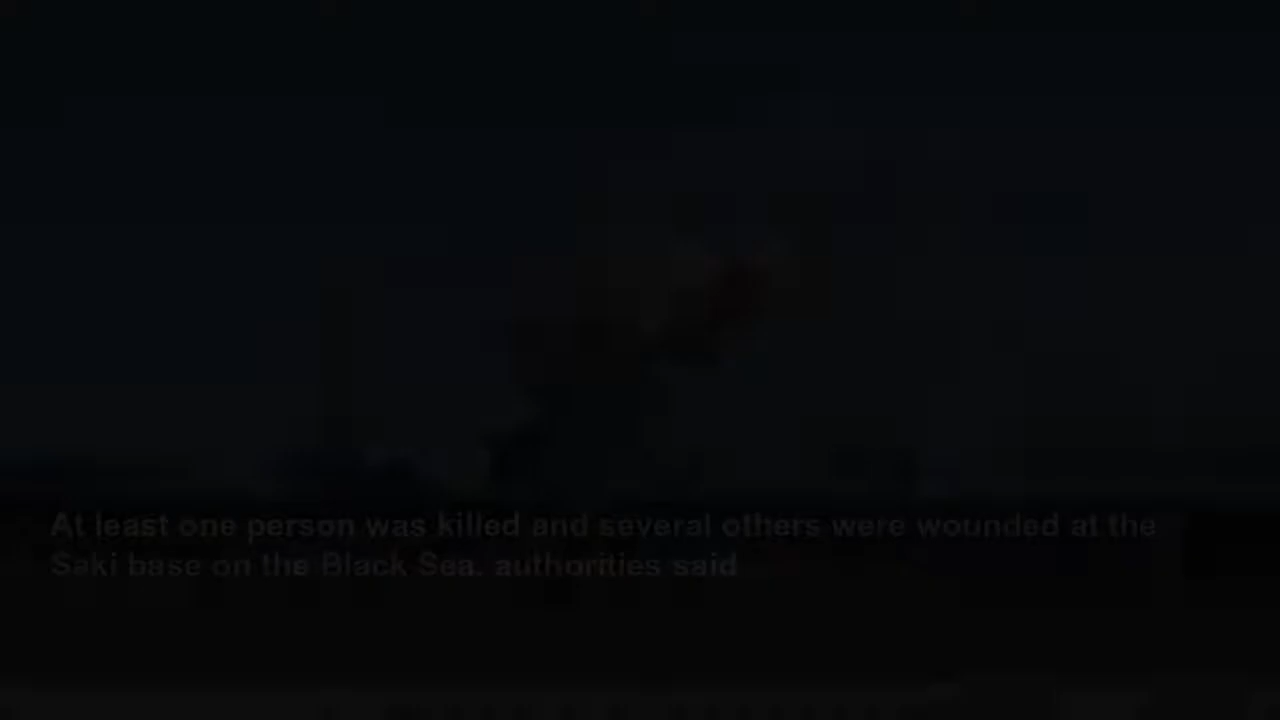 At least one person was killed and several others were wounded at the
Saki base on the Black Sea, authorities said